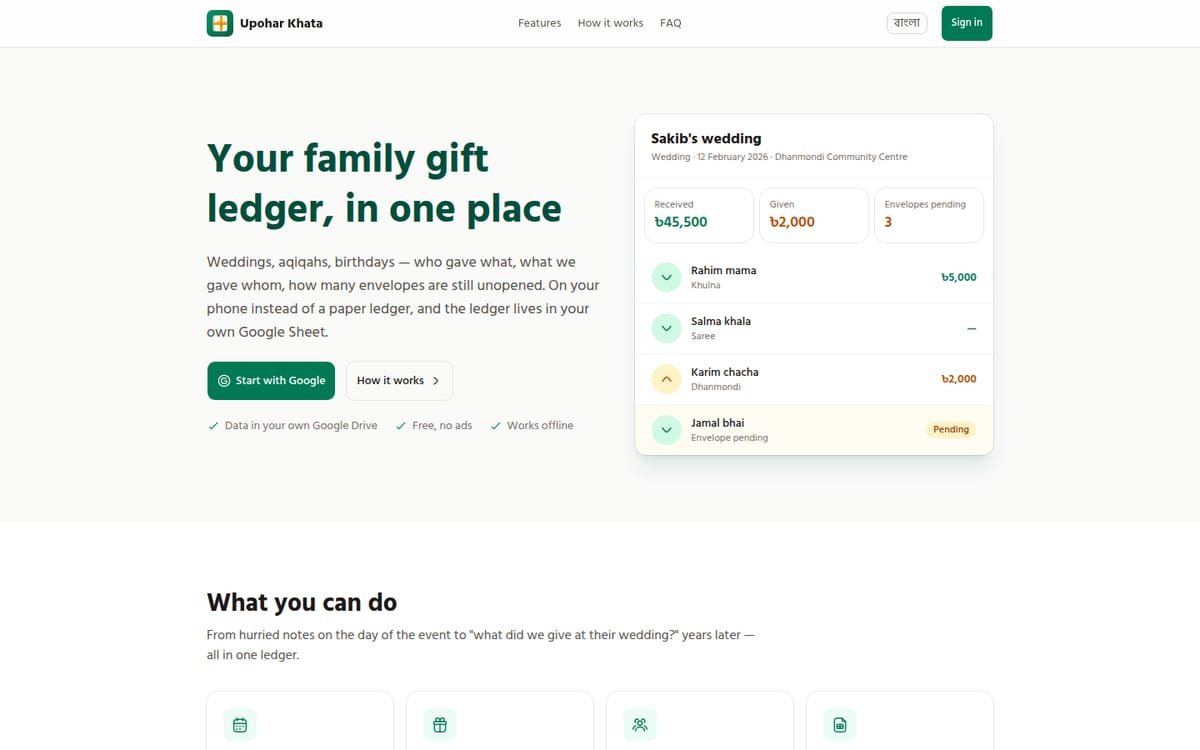 Upohar Khata
Features
How it works
FAQ
বাংলা
Sign in
Your family gift
ledger, in one place
Weddings, aqiqahs, birthdays — who gave what, what we
gave whom, how many envelopes are still unopened. On your
phone instead of a paper ledger, and the ledger lives in your
own Google Sheet.
Start with Google
How it works
Data in your own Google Drive
Free, no ads
Works offline
Sakib's wedding
Wedding · 12 February 2026 · Dhanmondi Community Centre
Received
৳45,500
Given
৳2,000
Envelopes pending
3
Rahim mama
Khulna
৳5,000
Salma khala
Saree
—
Karim chacha
Dhanmondi
৳2,000
Jamal bhai
Envelope pending
Pending
What you can do
From hurried notes on the day of the event to "what did we give at their wedding?" years later —
all in one ledger.